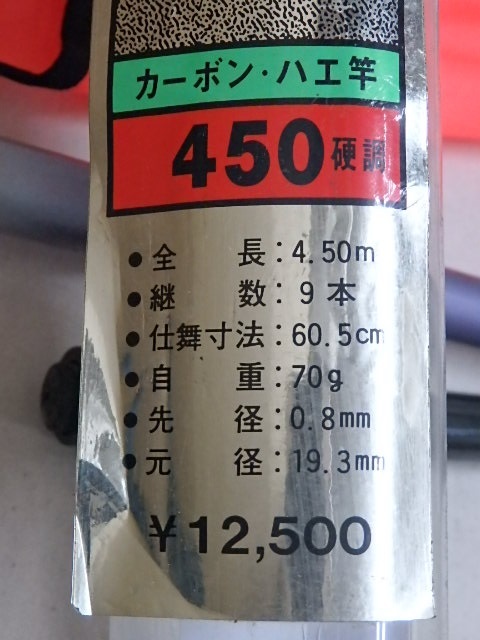 カーボン・ハエ竿
450硬調
●全長:4.50m
●継数:9本
●仕舞寸法:60.5cm
●自重:70g
●先径:0.8mm
●元径:19.3mm
¥12,500